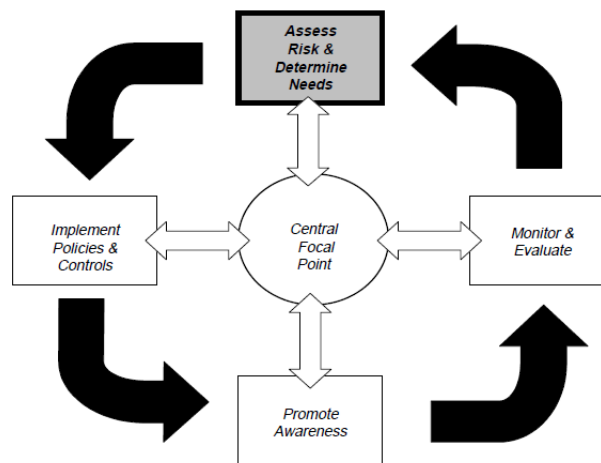 Assess
Risk &
Determine
Needs
Implement
Policies &
Controls
Central
Focal
Point
Monitor &
Evaluate
Promote
Awareness